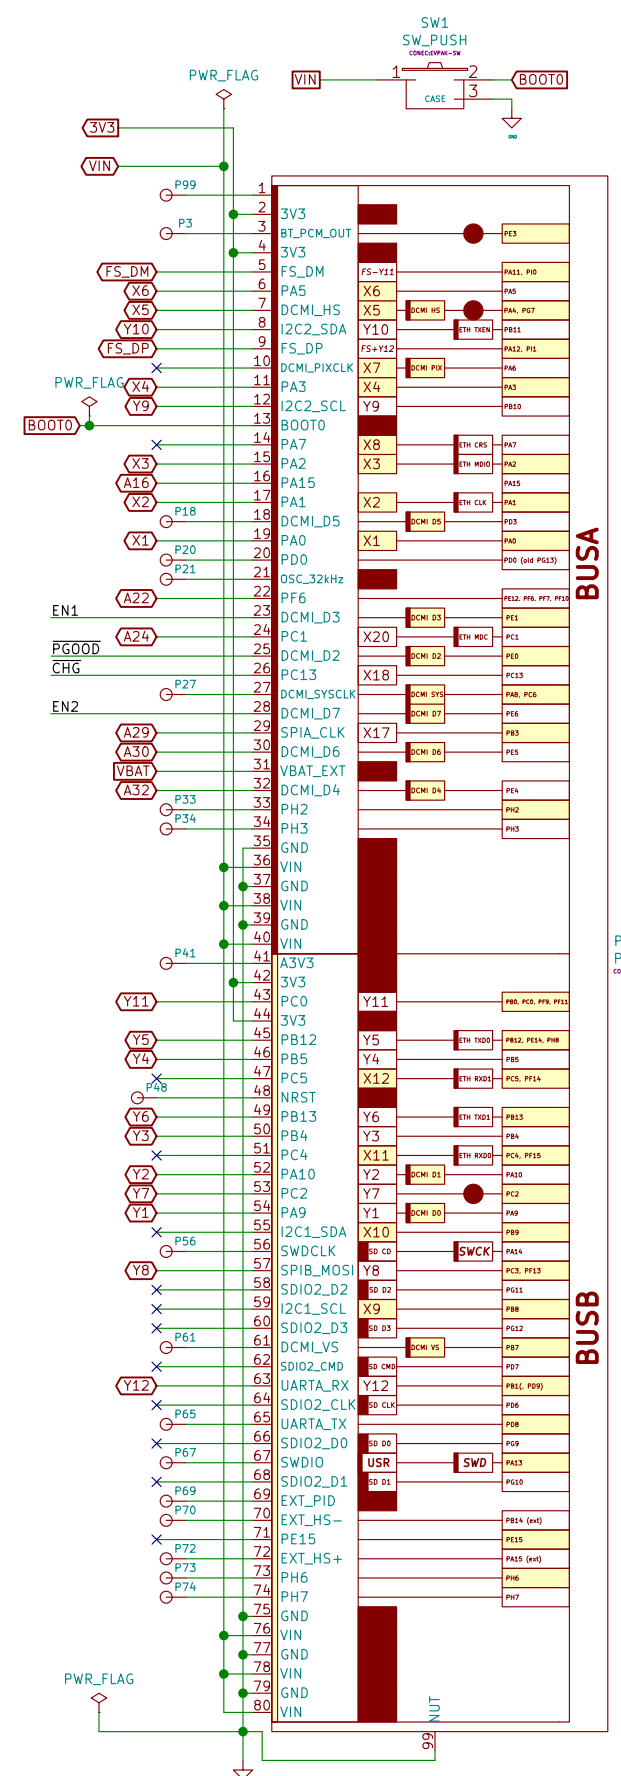 SW1
SW_PUSH
CONEC:EVPAK-SW
PWR_FLAG
VIN 1 2 BOOT0
CASE 3
GND
3V3
VIN
P99 1
2 3V3
P3 3 BT_PCM_OUT PE3
4 3V3
FS_DM 5 FS_DM FS-Y11 PA11, PI0
X6 6 PA5 X6 PA5
X5 7 DCMI_HS X5 DCMI HS PA4, PG7
Y10 8 I2C2_SDA Y10 ETH TXEN PB11
FS_DP 9 FS_DP FS+Y12 PA12, PI1
10 DCMI_PIXCLK X7 DCMI PIX PA6
PWR_FLAG
X4 11 PA3 X4 PA3
Y9 12 I2C2_SCL Y9 PB10
BOOT0 13 BOOT0
14 PA7 X8 ETH CRS PA7
X3 15 PA2 X3 ETH MDIO PA2
A16 16 PA15 PA15
X2 17 PA1 X2 ETH CLK PA1
P18 18 DCMI_D5 DCMI D5 PD3
X1 19 PA0 X1 PA0
P20 20 PD0 PD0 (old PG13)
P21 21 OSC_32kHz
BUSA
A22 22 PF6 PE12, PF6, PF7, PF10
EN1 23 DCMI_D3 DCMI D3 PE1
A24 24 PC1 X20 ETH MDC PC1
PGOOD 25 DCMI_D2 DCMI D2 PE0
CHG 26 PC13 X18 PC13
P27 27 DCMI_SYSCLK DCMI SYS PA8, PC6
EN2 28 DCMI_D7 DCMI D7 PE6
A29 29 SPIA_CLK X17 PB3
A30 30 DCMI_D6 DCMI D6 PE5
VBAT 31 VBAT_EXT
A32 32 DCMI_D4 DCMI D4 PE4
P33 33 PH2 PH2
P34 34 PH3 PH3
35 GND
36 VIN
37 GND
38 VIN
39 GND
40 VIN
P41 41 A3V3
42 3V3
Y11 43 PC0 Y11 PB0, PC0, PF9, PF11
44 3V3
Y5 45 PB12 Y5 ETH TXD0 PB12, PE14, PH8
Y4 46 PB5 Y4 PB5
47 PC5 X12 ETH RXD1 PC5, PF14
P48 48 NRST
Y6 49 PB13 Y6 ETH TXD1 PB13
Y3 50 PB4 Y3 PB4
51 PC4 X11 ETH RXD0 PC4, PF15
Y2 52 PA10 Y2 DCMI D1 PA10
Y7 53 PC2 Y7 PC2
Y1 54 PA9 Y1 DCMI D0 PA9
55 I2C1_SDA X10 PB9
P56 56 SWDCLK SD CD SWCK PA14
Y8 57 SPIB_MOSI Y8 PC3, PF13
58 SDIO2_D2 SD D2 PG11
59 I2C1_SCL X9 PB8
60 SDIO2_D3 SD D3 PG12
BUSB
P61 61 DCMI_VS DCMI VS PB7
62 SDIO2_CMD SD CMD PD7
Y12 63 UARTA_RX Y12 PB1(, PD9)
64 SDIO2_CLK SD CLK PD6
P65 65 UARTA_TX PD8
66 SDIO2_D0 SD D0 PG9
P67 67 SWDIO USR SWD PA13
68 SDIO2_D1 SD D1 PG10
P69 69 EXT_PID
P70 70 EXT_HS- PB14 (ext)
71 PE15 PE15
P72 72 EXT_HS+ PA15 (ext)
P73 73 PH6 PH6
P74 74 PH7 PH7
75 GND
76 VIN
77 GND
78 VIN
79 GND
80 VIN
PWR_FLAG
NUT
99